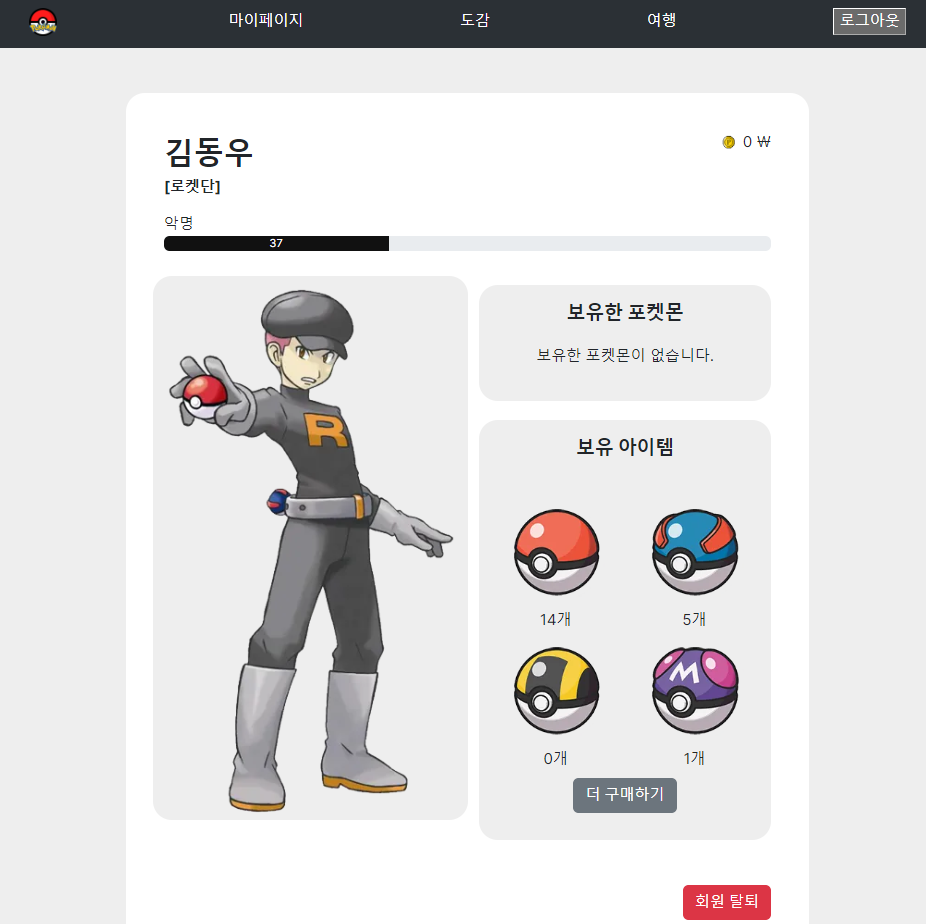 마이페이지 도감 여행 로그아웃
김동우
0 ₩
[로켓단]
악명
37
R
보유한 포켓몬
보유한 포켓몬이 없습니다.
보유 아이템
14개 5개
M
0개 1개
더 구매하기
회원 탈퇴